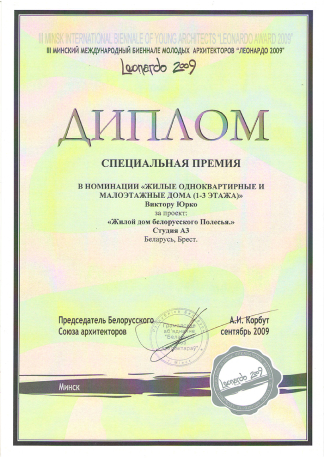 III MINSK INTERNATIONAL BIENNALE OF YOUNG ARCHITECTS "LEONARDO AWARD 2009"
III МИНСКИЙ МЕЖДУНАРОДНЫЙ БИЕННАЛЕ МОЛОДЫХ АРХИТЕКТОРОВ "ЛЕОНАРДО 2009"
Leonardo 2009
ДИПЛОМ
СПЕЦИАЛЬНАЯ ПРЕМИЯ
В НОМИНАЦИИ «ЖИЛЫЕ ОДНОКВАРТИРНЫЕ И
МАЛОЭТАЖНЫЕ ДОМА (1-3 ЭТАЖА)»
Виктору Юрко
за проект:
«Жилой дом белорусского Полесья.»
Студия А3
Беларусь, Брест.
Председатель Белорусского
Союза архитекторов
А.И. Корбут
сентябрь 2009
Leonardo 2009
Минск